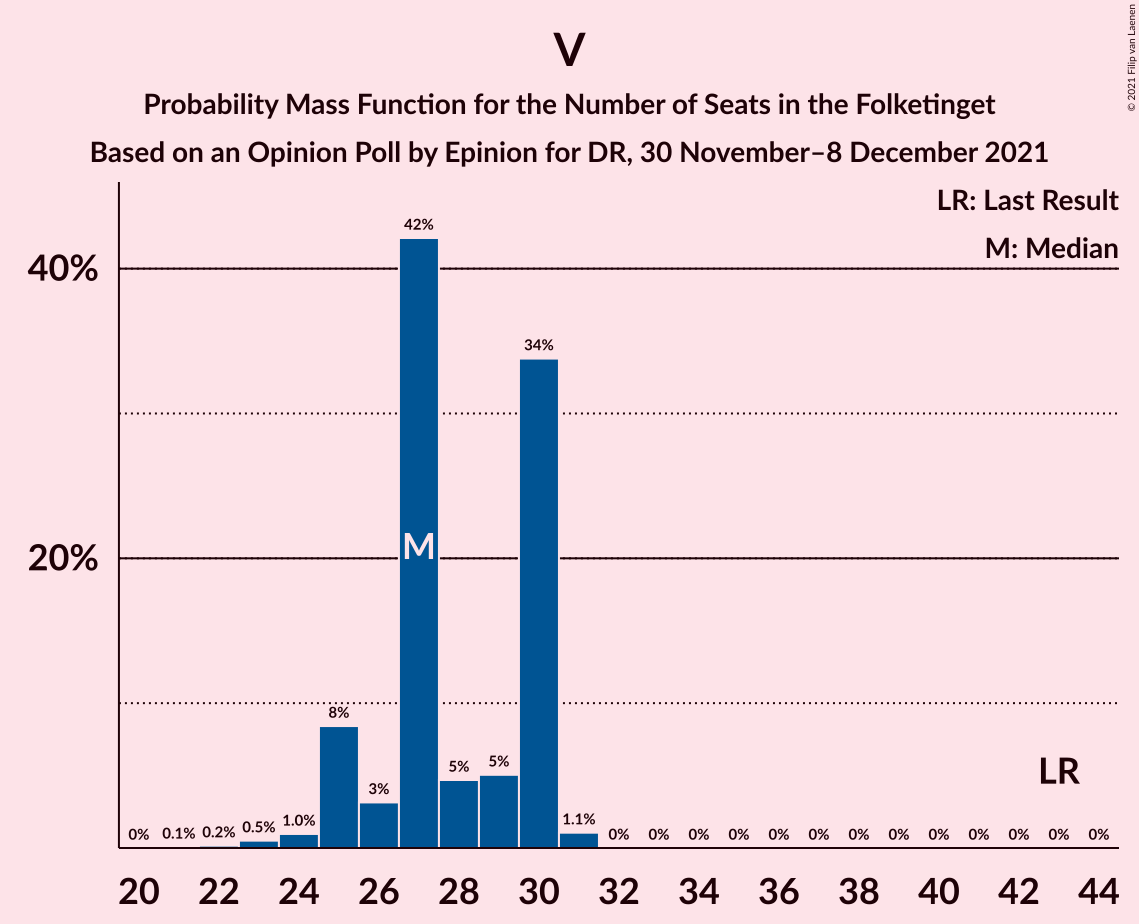 V
Probability Mass Function for the Number of Seats in the Folketinget
Based on an Opinion Poll by Epinion for DR, 30 November–8 December 2021
© 2021 Filip van Laenen
LR: Last Result
M: Median
40%
20%
0% 0.1% 0.2% 0.5% 1.0% 8% 3% 42% 5% 5% 34% 1.1% 0% 0% 0% 0% 0% 0% 0% 0% 0% 0% 0% 0% 0%
M
LR
20 22 24 26 28 30 32 34 36 38 40 42 44